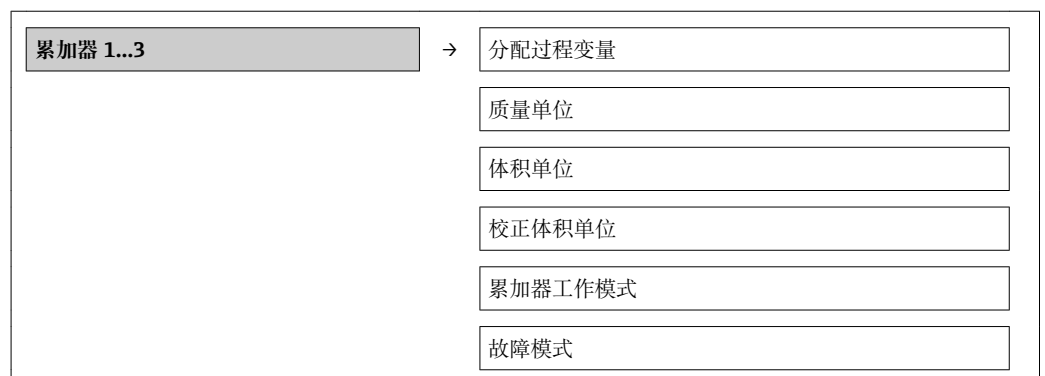 累加器 1...3 → 分配过程变量
质量单位
体积单位
校正体积单位
累加器工作模式
故障模式